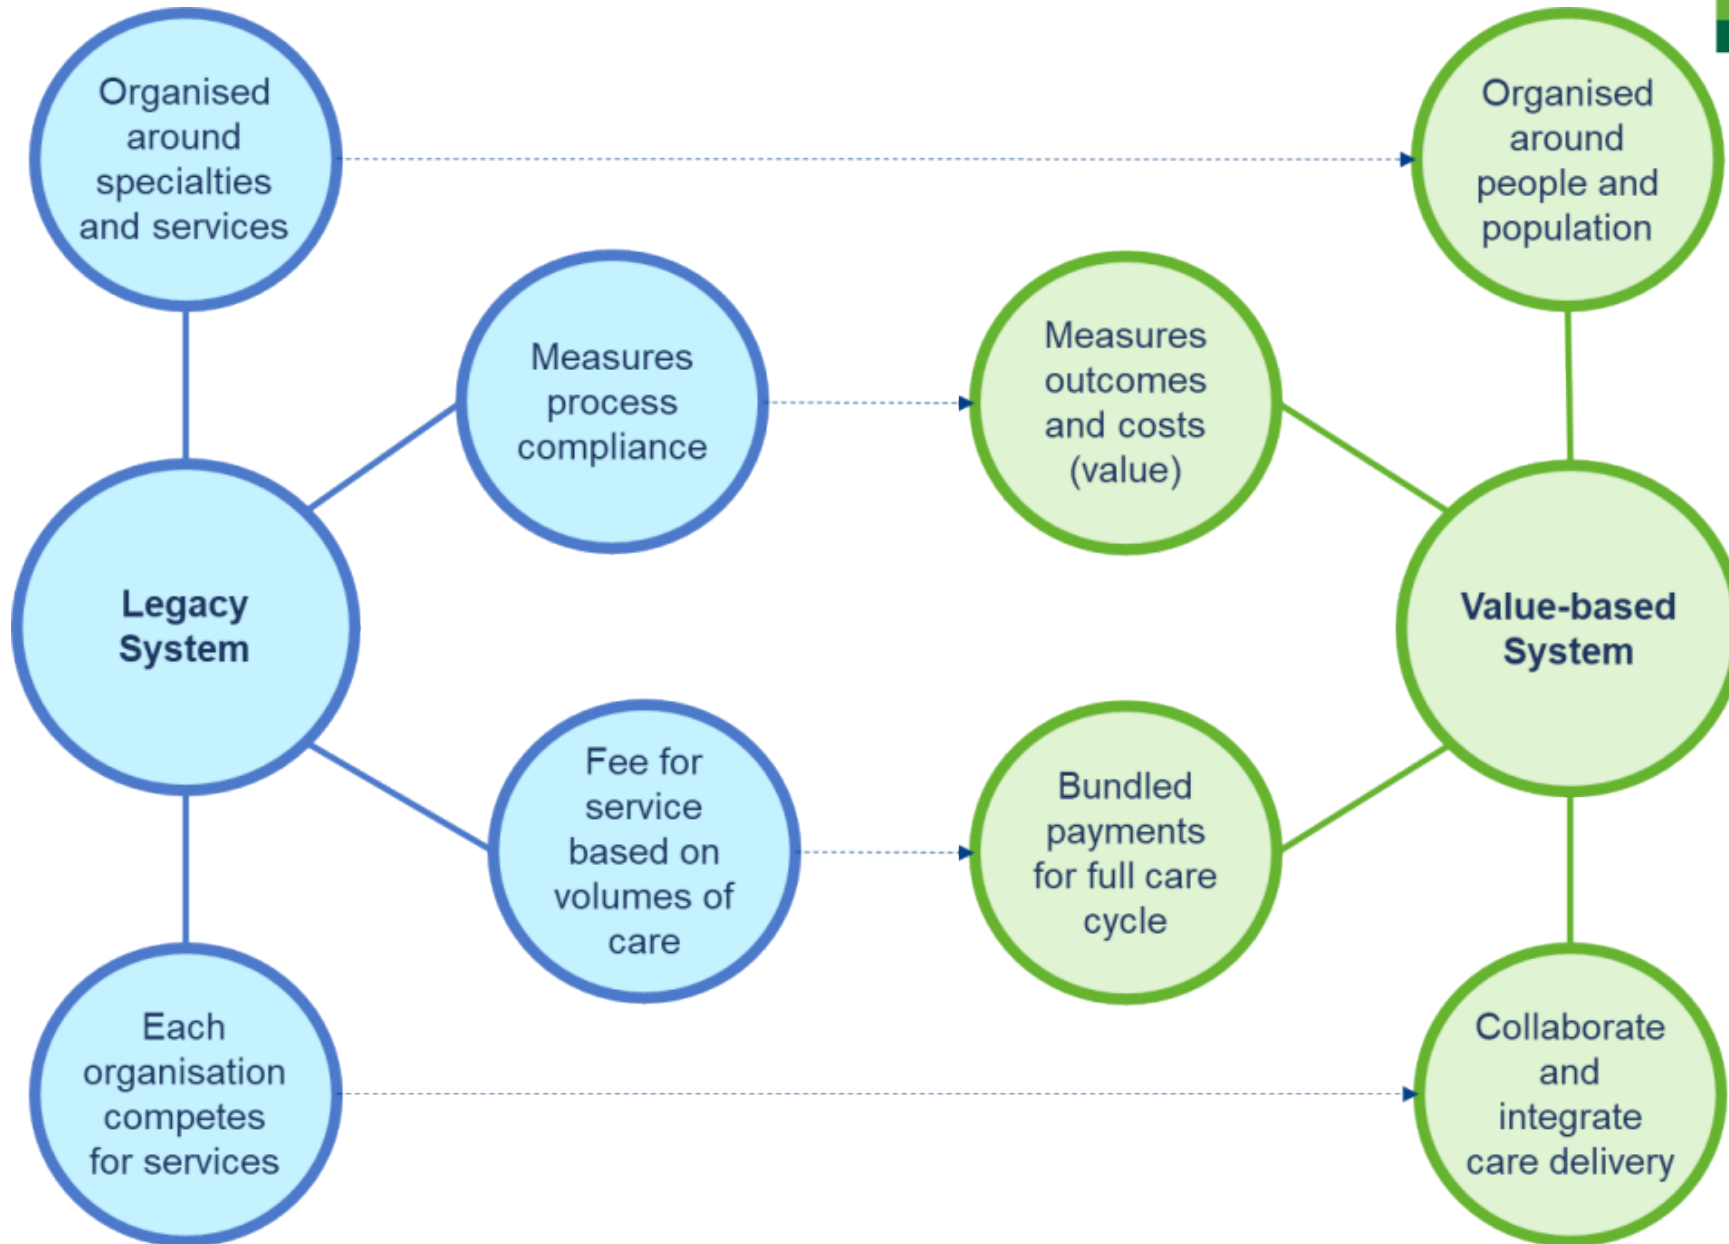 Organised
around
specialties
and services
Organised
around
people and
population
Measures
process
compliance
Measures
outcomes
and costs
(value)
Legacy
System
Value-based
System
Fee for
service
based on
volumes of
care
Bundled
payments
for full care
cycle
Each
organisation
competes
for services
Collaborate
and
integrate
care delivery